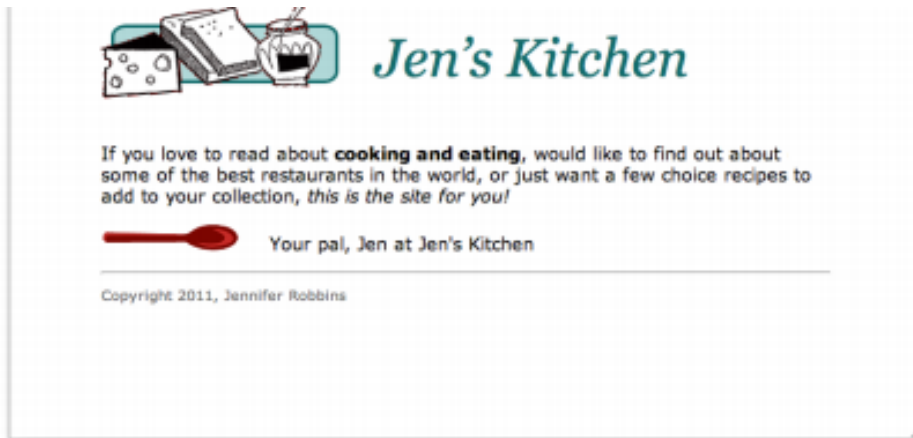 Jen’s Kitchen
If you love to read about cooking and eating, would like to find out about
some of the best restaurants in the world, or just want a few choice recipes to
add to your collection, this is the site for you!
Your pal, Jen at Jen's Kitchen
Copyright 2011, Jennifer Robbins